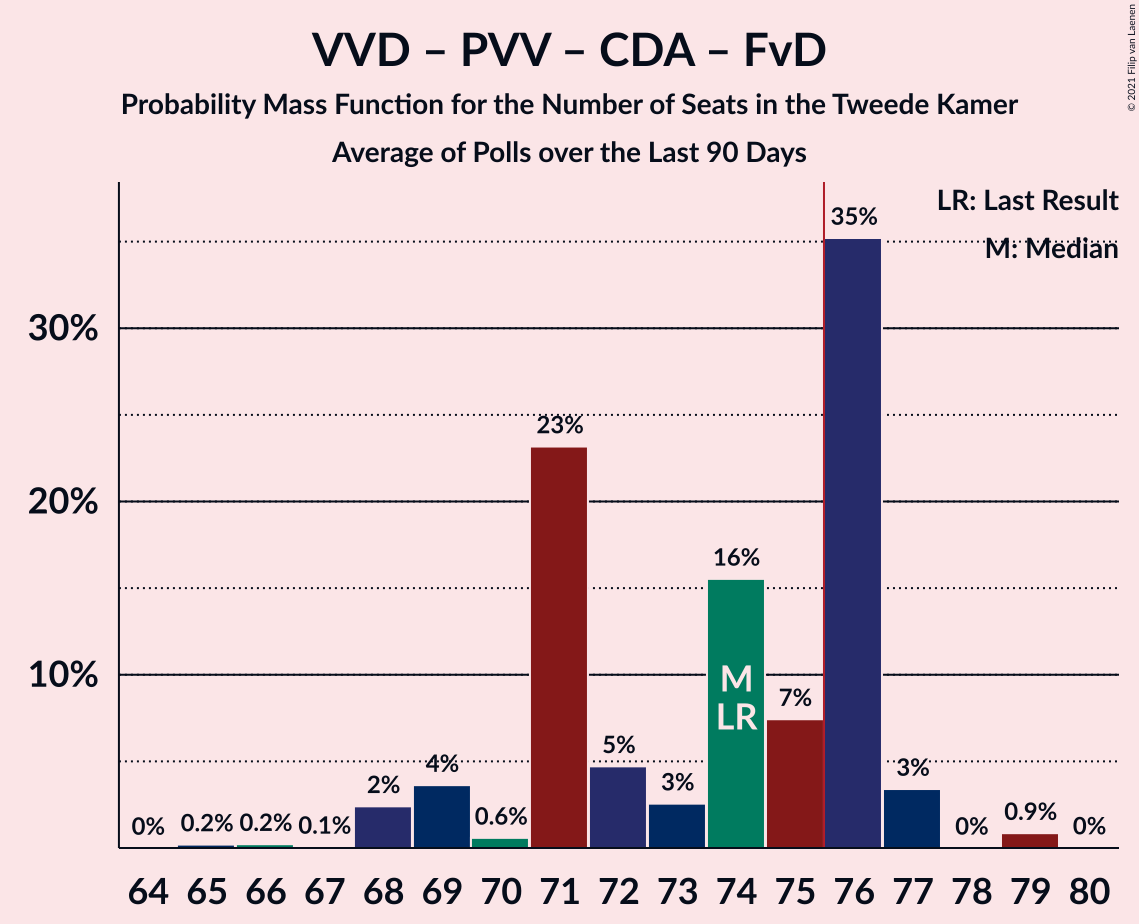 VVD – PVV – CDA – FvD
Probability Mass Function for the Number of Seats in the Tweede Kamer
Average of Polls over the Last 90 Days
© 2021 Filip van Laenen
LR: Last Result
M: Median
30%
20%
10%
0%
0.2%
0.2%
0.1%
2%
4%
0.6%
23%
5%
3%
16%
7%
35%
3%
0%
0.9%
0%
M
LR
64 65 66 67 68 69 70 71 72 73 74 75 76 77 78 79 80